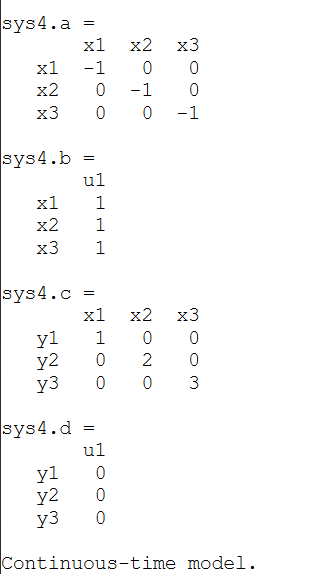 sys4.a =
x1 x2 x3
x1 -1 0 0
x2 0 -1 0
x3 0 0 -1
sys4.b =
u1
x1 1
x2 1
x3 1
sys4.c =
x1 x2 x3
y1 1 0 0
y2 0 2 0
y3 0 0 3
sys4.d =
u1
y1 0
y2 0
y3 0
Continuous-time model.